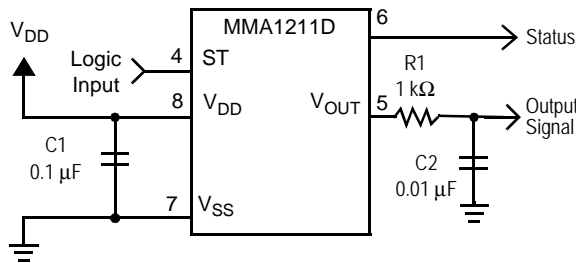 MMA1211D
6
Status
V_DD
Logic
Input
4
ST
R1
1 kΩ
8
V_DD
V_OUT
5
Output
Signal
C1
0.1 μF
C2
0.01 μF
7
V_SS